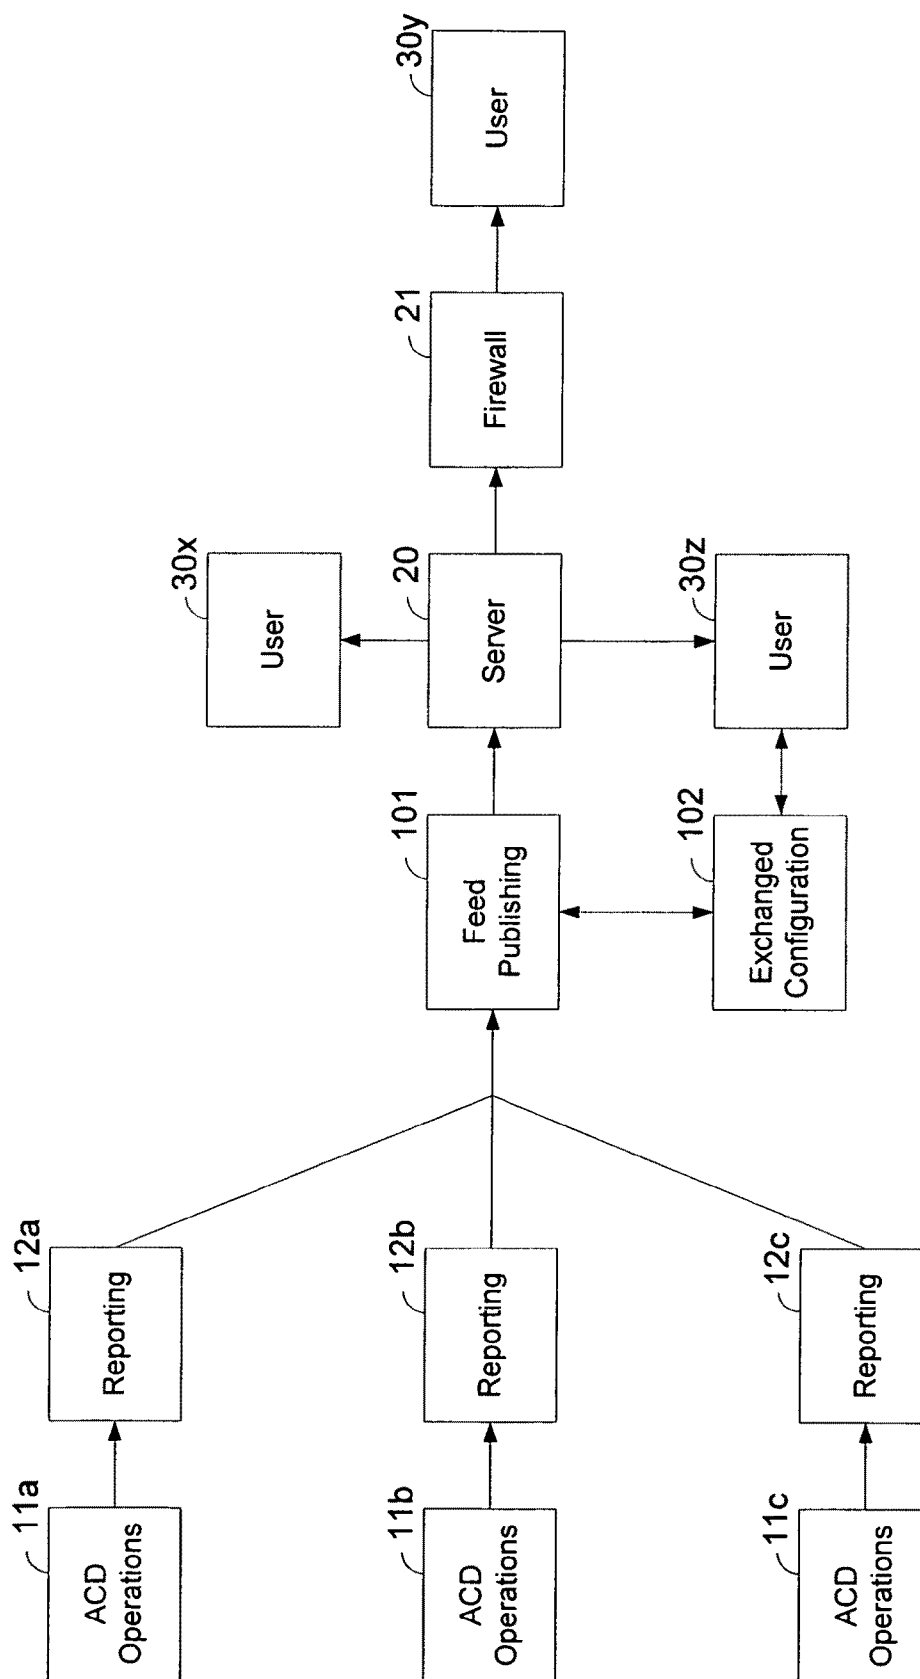 11a
ACD
Operations
12a
Reporting
11b
ACD
Operations
12b
Reporting
11c
ACD
Operations
12c
Reporting
101
Feed
Publishing
102
Exchanged
Configuration
30x
User
20
Server
30z
User
21
Firewall
30y
User